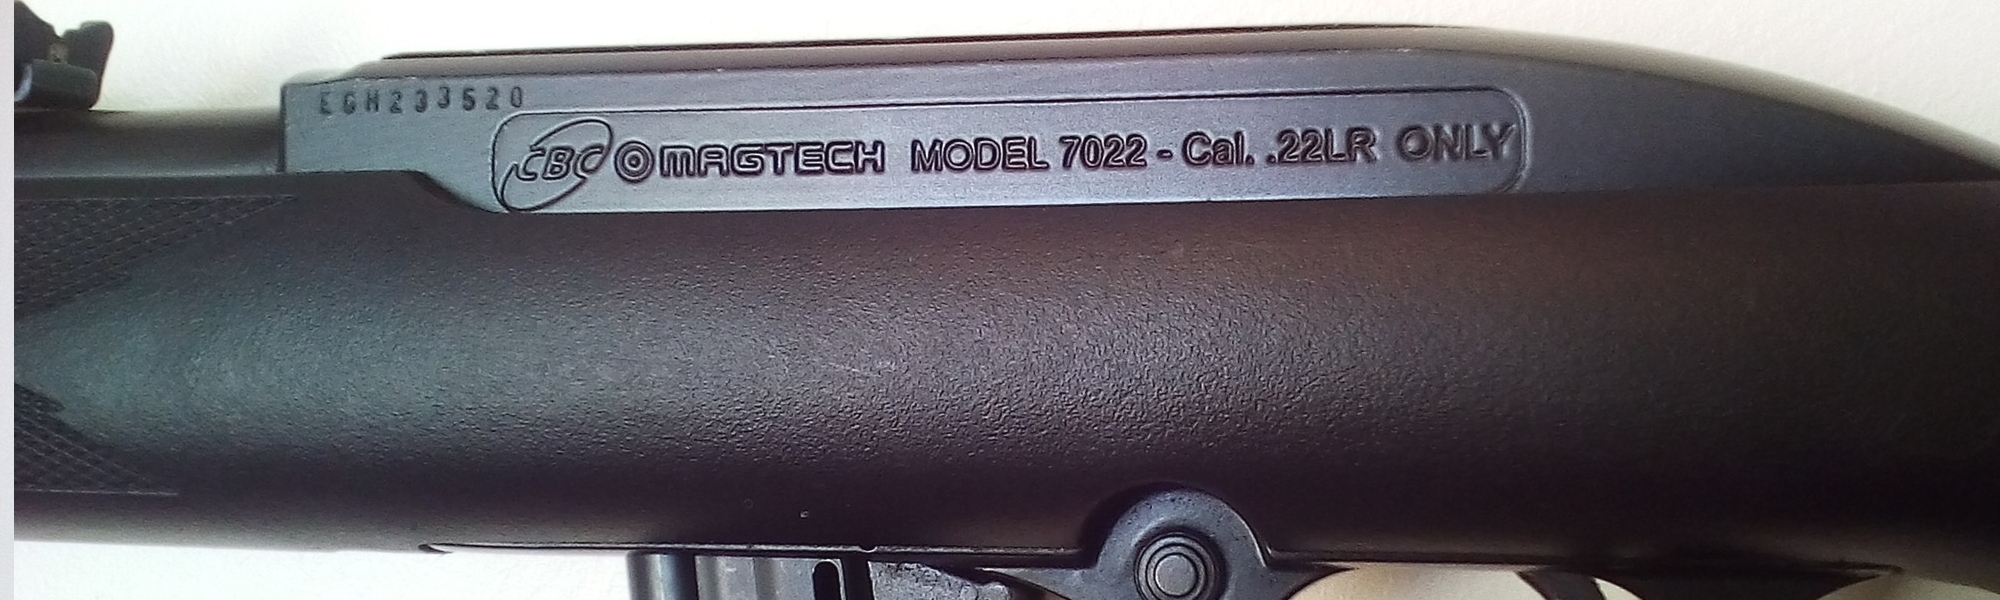 EGH233520
CBC MAGTECH MODEL 7022 - Cal. .22LR ONLY